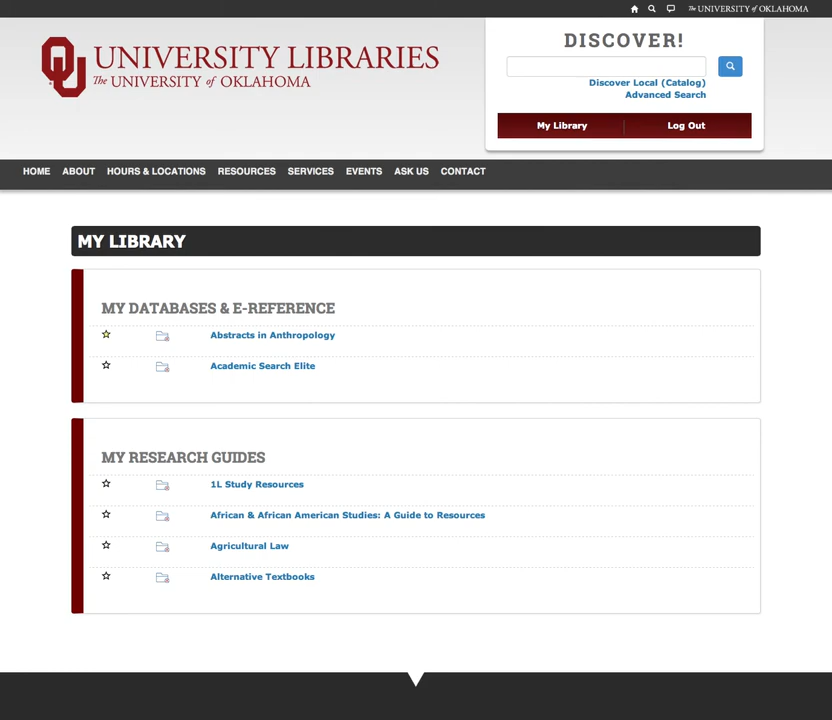 The UNIVERSITY of OKLAHOMA
OU UNIVERSITY LIBRARIES
The UNIVERSITY of OKLAHOMA
DISCOVER!
Discover Local (Catalog)
Advanced Search
My Library Log Out
HOME ABOUT HOURS & LOCATIONS RESOURCES SERVICES EVENTS ASK US CONTACT
MY LIBRARY
MY DATABASES & E-REFERENCE
Abstracts in Anthropology
Academic Search Elite
MY RESEARCH GUIDES
1L Study Resources
African & African American Studies: A Guide to Resources
Agricultural Law
Alternative Textbooks